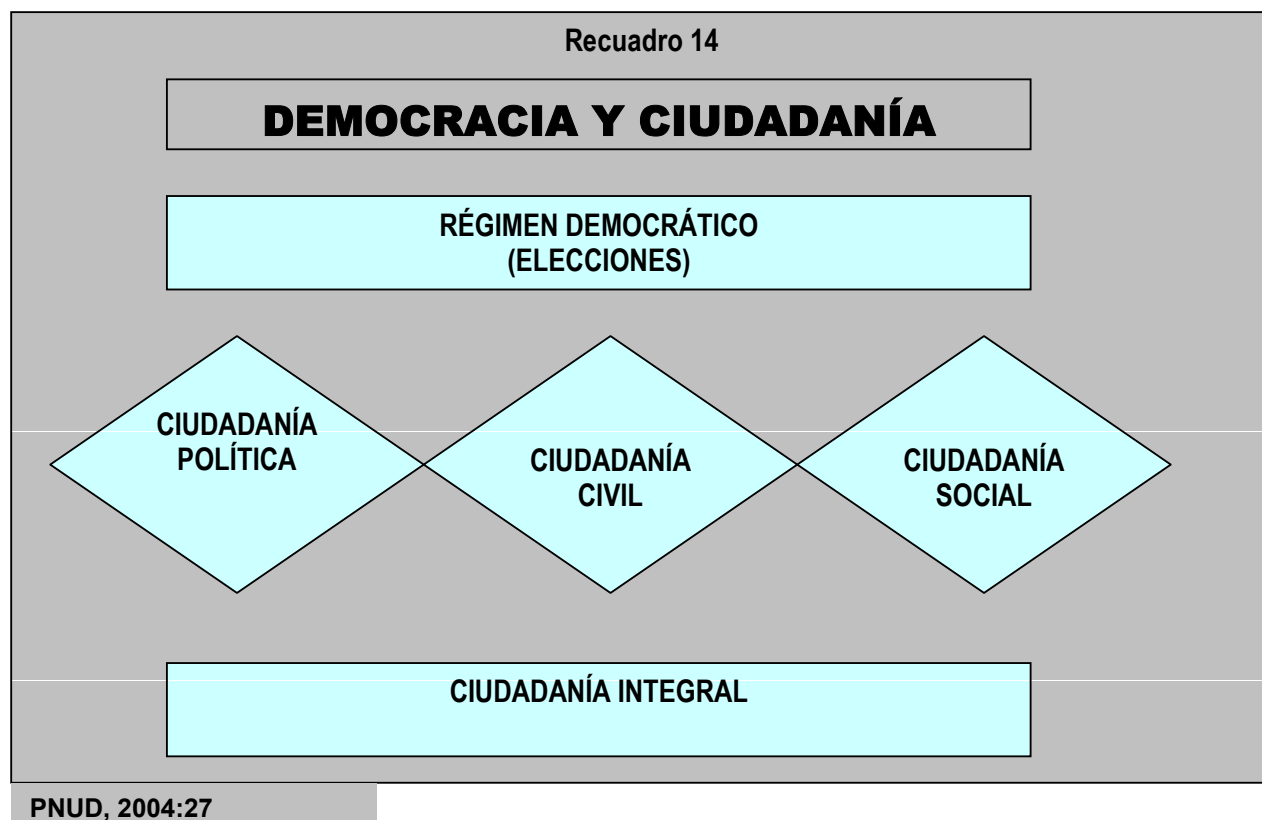 Recuadro 14
DEMOCRACIA Y CIUDADANÍA
RÉGIMEN DEMOCRÁTICO
(ELECCIONES)
CIUDADANÍA
POLÍTICA
CIUDADANÍA
CIVIL
CIUDADANÍA
SOCIAL
CIUDADANÍA INTEGRAL
PNUD, 2004:27